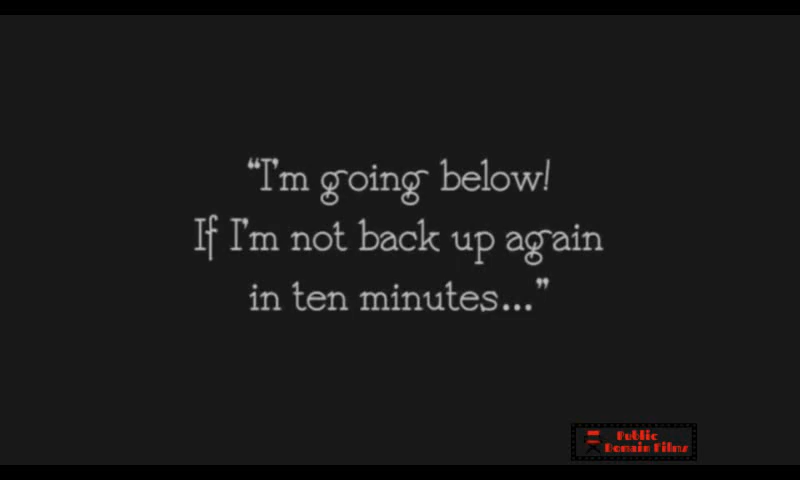 “I'm going below!
If I'm not back up again
in ten minutes...”
Public
Domain Films